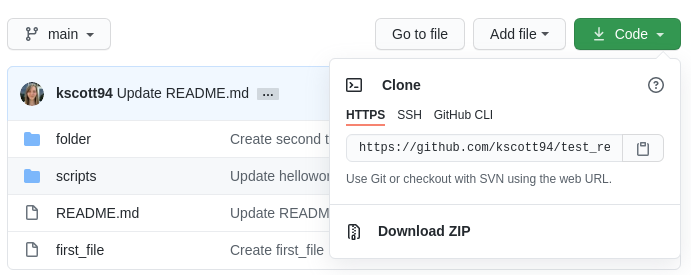 main
Go to file
Add file
Code
kscott94 Update README.md ...
Clone
HTTPS SSH GitHub CLI
folder Create second t
https://github.com/kscott94/test_re
scripts Update hellowor
Use Git or checkout with SVN using the web URL.
README.md Update READM
Download ZIP
first_file Create first_file